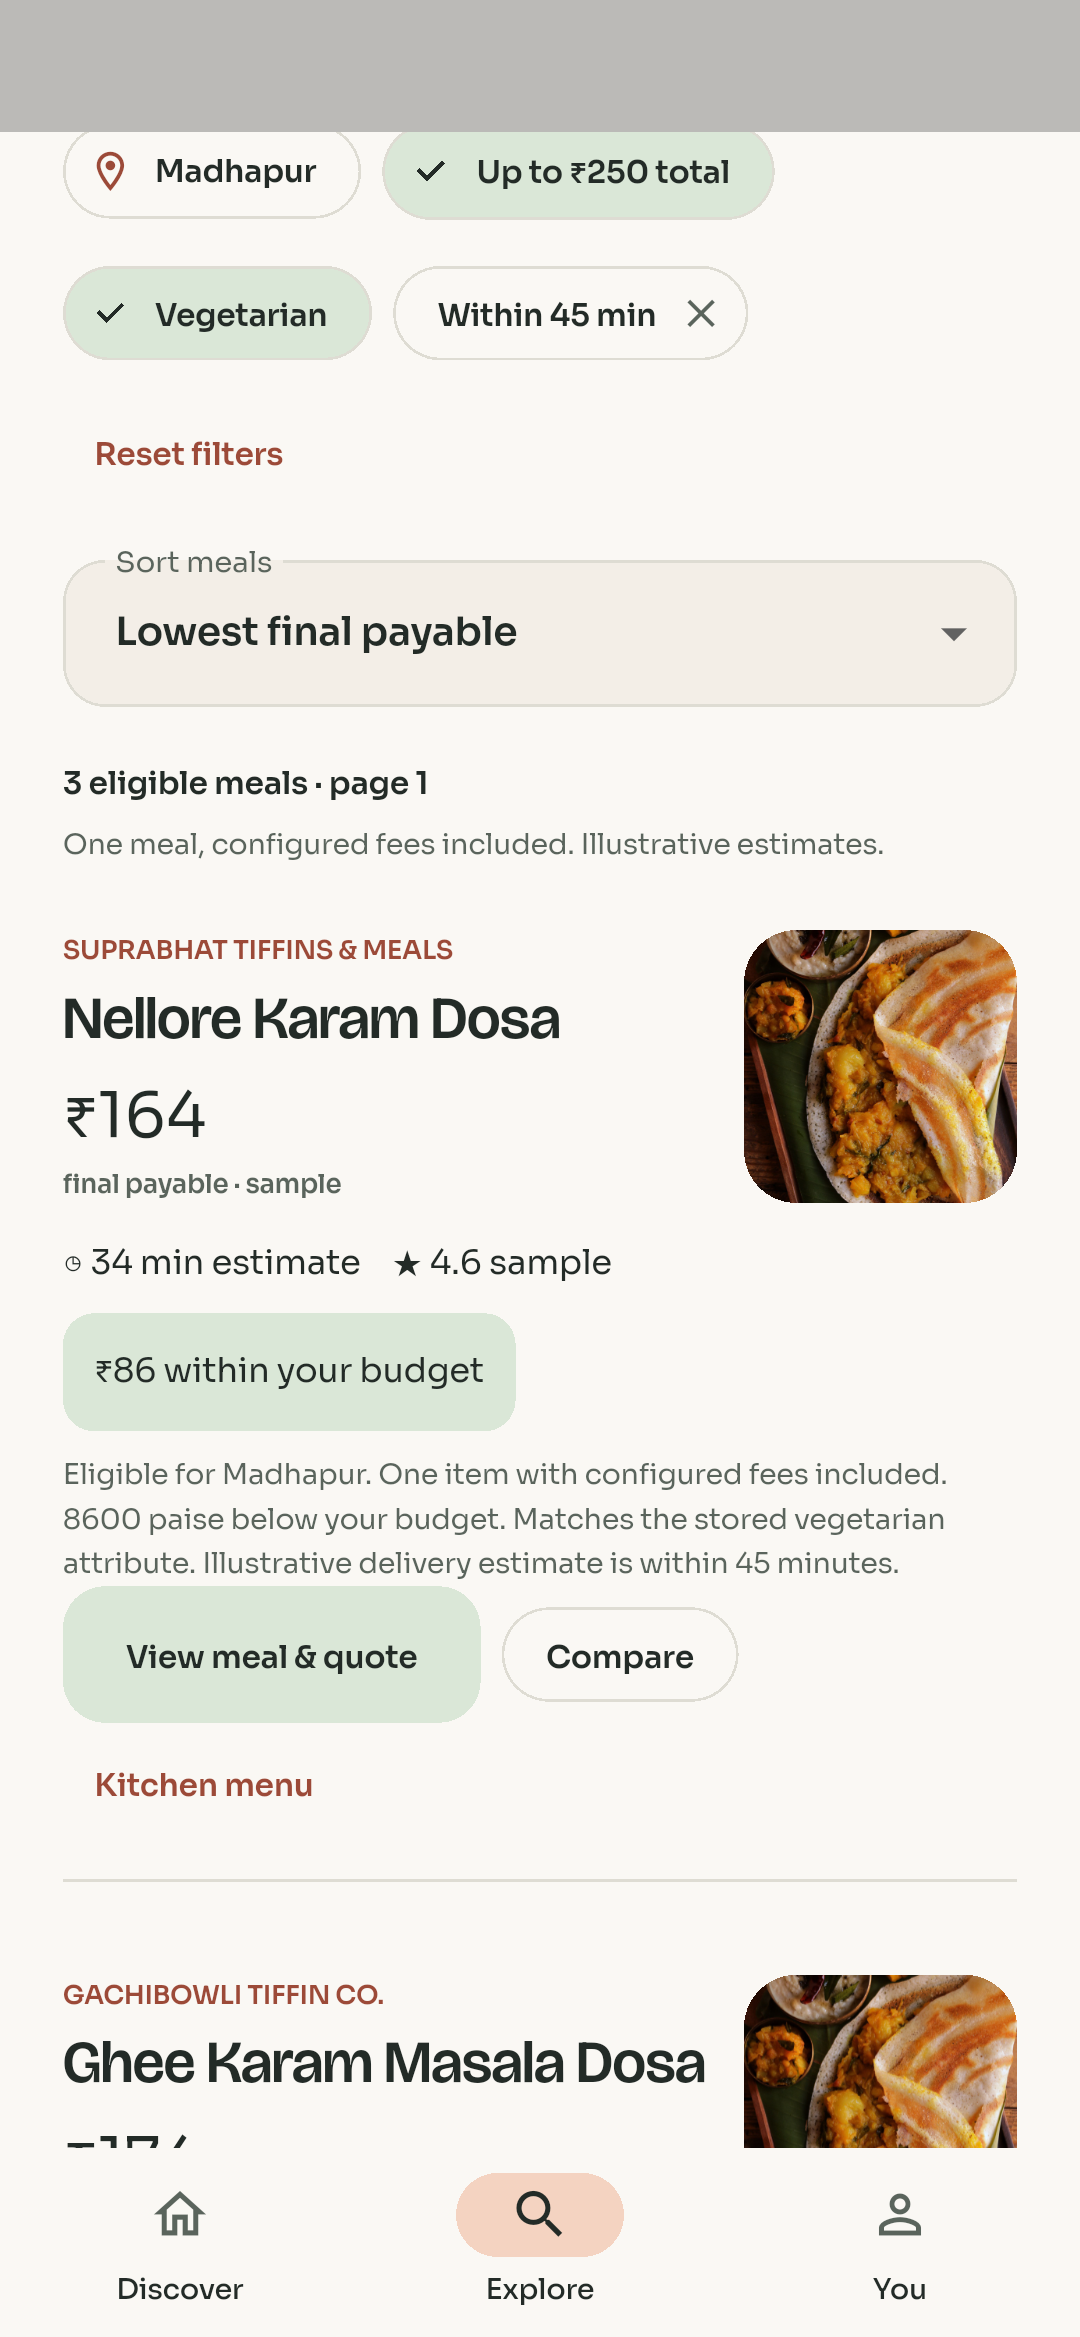 Madhapur
Up to ₹250 total
Vegetarian
Within 45 min
Reset filters
Sort meals
Lowest final payable
3 eligible meals · page 1
One meal, configured fees included. Illustrative estimates.
SUPRABHAT TIFFINS & MEALS
Nellore Karam Dosa
₹164
final payable · sample
34 min estimate ★ 4.6 sample
₹86 within your budget
Eligible for Madhapur. One item with configured fees included.
8600 paise below your budget. Matches the stored vegetarian
attribute. Illustrative delivery estimate is within 45 minutes.
View meal & quote
Compare
Kitchen menu
GACHIBOWLI TIFFIN CO.
Ghee Karam Masala Dosa
Discover
Explore
You